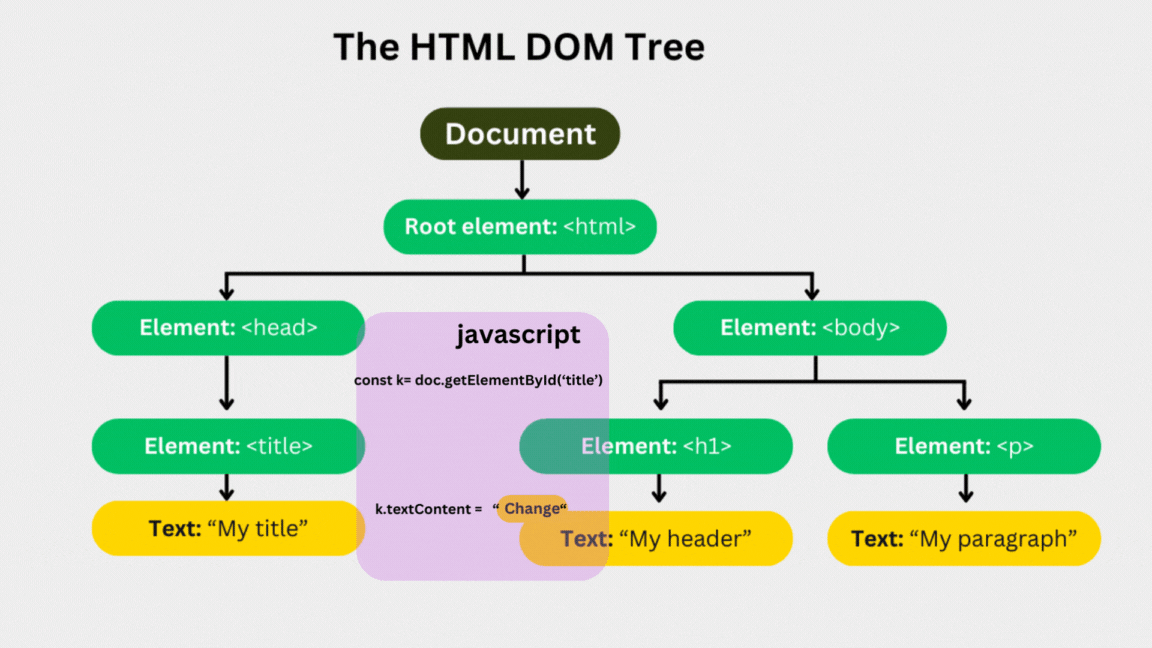 The HTML DOM Tree
Document
Root element: <html>
Element: <head>
Element: <body>
javascript
const k= doc.getElementById(‘title’)
Element: <title>
Element: <h1>
Element: <p>
k.textContent = “ Change“
Text: “My title”
Text: “My header”
Text: “My paragraph”